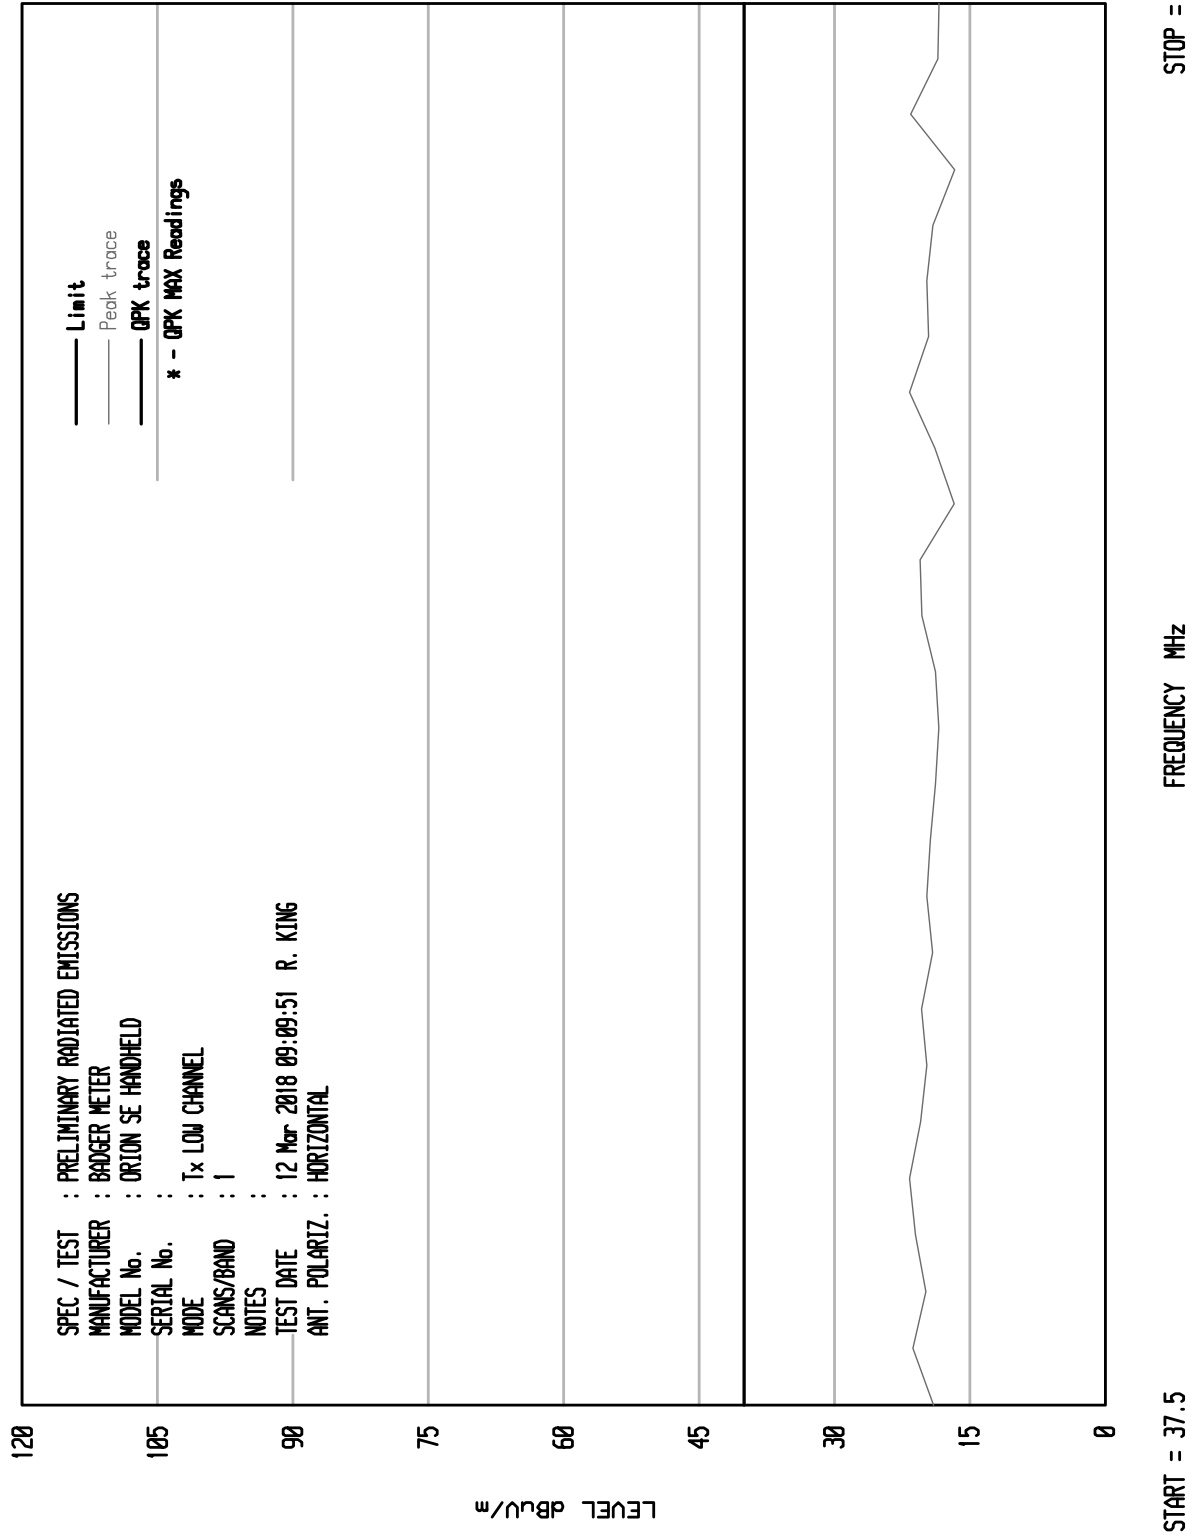 SPEC / TEST : PRELIMINARY RADIATED EMISSIONS
MANUFACTURER : BADGER METER
MODEL No. : ORION SE HANDHELD
SERIAL No. :
MODE : Tx LOW CHANNEL
SCANS/BAND : 1
NOTES :
TEST DATE : 12 Mar 2018 09:09:51 R. KING
ANT. POLARIZ. : HORIZONTAL
Limit
Peak trace
QPK trace
* - QPK MAX Readings
120
105
90
75
60
45
30
15
0
LEVEL dBuV/m
START = 37.5
FREQUENCY MHz
STOP =